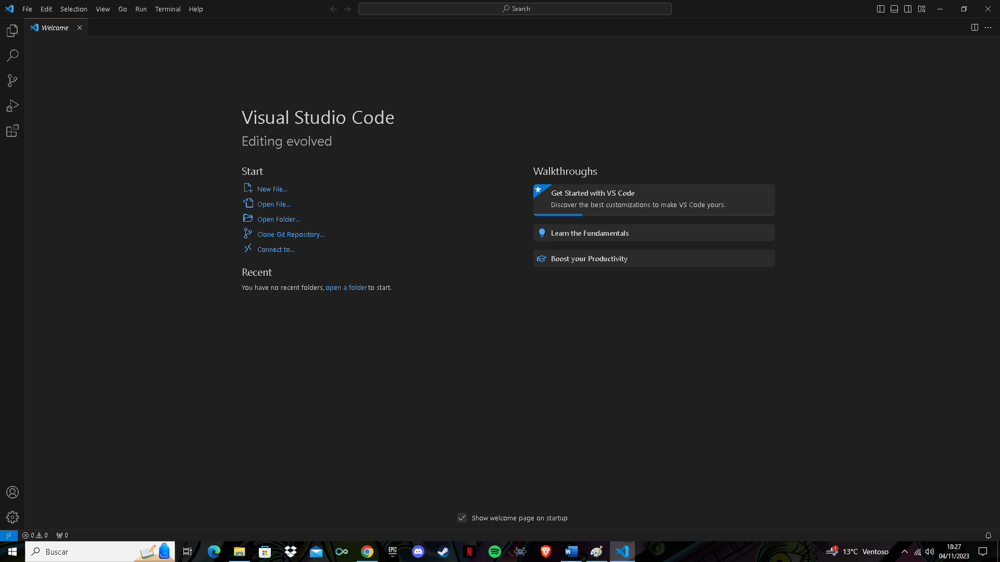 File Edit Selection View Go Run Terminal Help
Search
Welcome
Visual Studio Code
Editing evolved
Start
New File...
Open File...
Open Folder...
Clone Git Repository...
Connect to...
Recent
You have no recent folders, open a folder to start.
Walkthroughs
Get Started with VS Code
Discover the best customizations to make VS Code yours.
Learn the Fundamentals
Boost your Productivity
Show welcome page on startup
0 0 0
Buscar
EPIC GAMES
N
W
1
13°C Ventoso
18:27
04/11/2023